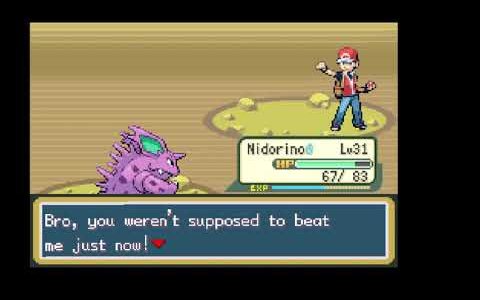 Nidorino♂ Lv31
HP
67/ 83
EXP
Bro, you weren't supposed to beat
me just now!